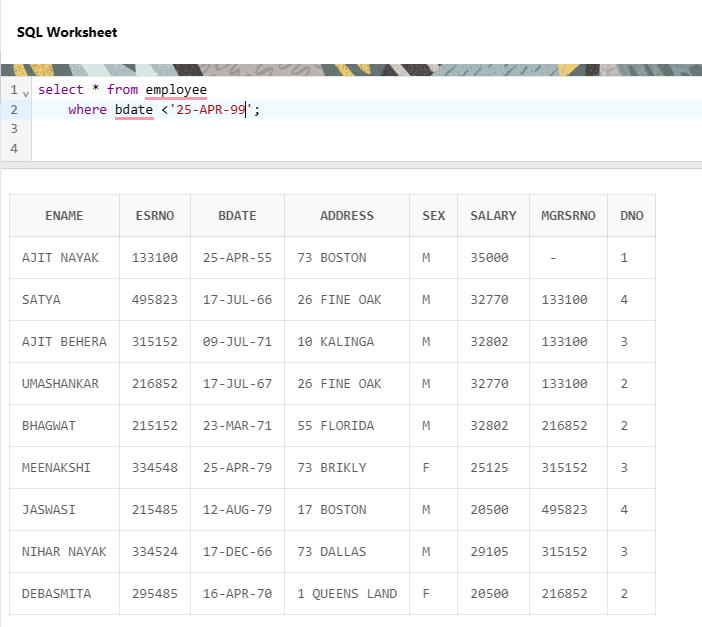 SQL Worksheet
1 select * from employee
2 where bdate <'25-APR-99';
3
4
ENAME ESRNO BDATE ADDRESS SEX SALARY MGRSRNO DNO
AJIT NAYAK 133100 25-APR-55 73 BOSTON M 35000 - 1
SATYA 495823 17-JUL-66 26 FINE OAK M 32770 133100 4
AJIT BEHERA 315152 09-JUL-71 10 KALINGA M 32802 133100 3
UMASHANKAR 216852 17-JUL-67 26 FINE OAK M 32770 133100 2
BHAGWAT 215152 23-MAR-71 55 FLORIDA M 32802 216852 2
MEENAKSHI 334548 25-APR-79 73 BRIKLY F 25125 315152 3
JASWASI 215485 12-AUG-79 17 BOSTON M 20500 495823 4
NIHAR NAYAK 334524 17-DEC-66 73 DALLAS M 29105 315152 3
DEBASMITA 295485 16-APR-70 1 QUEENS LAND F 20500 216852 2